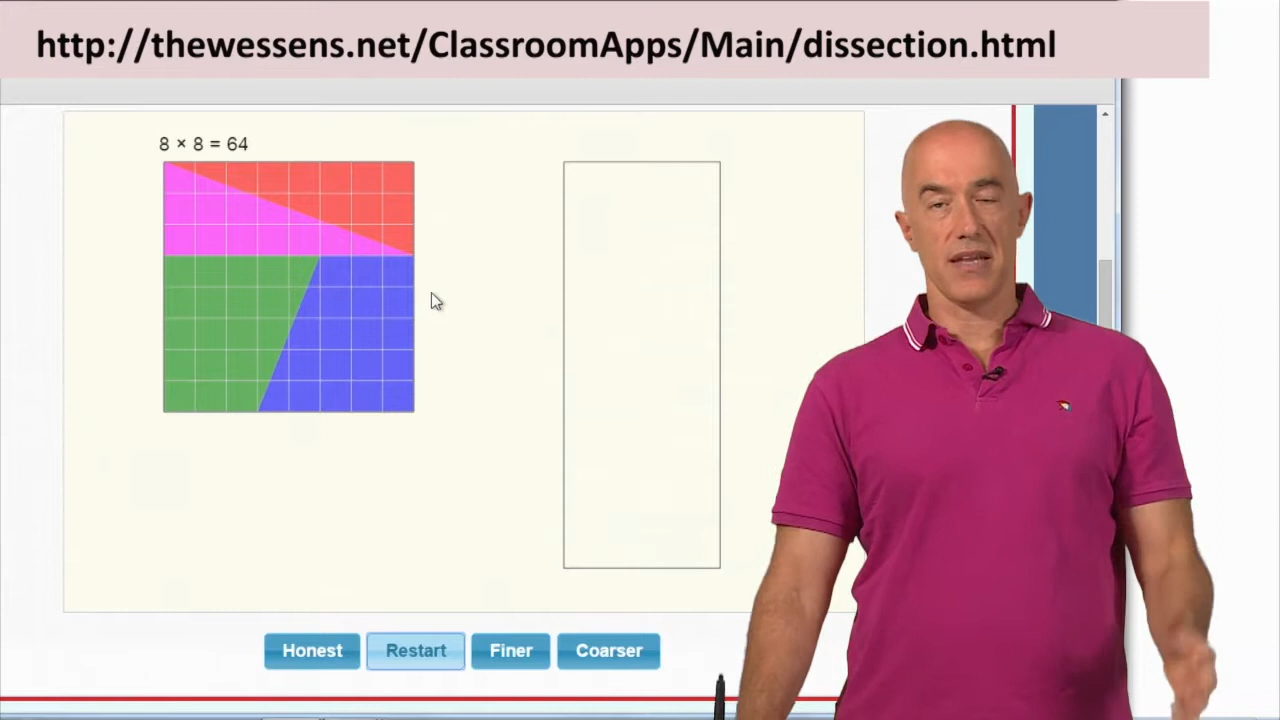 http://thewessens.net/ClassroomApps/Main/dissection.html
8 × 8 = 64
Honest Restart Finer Coarser